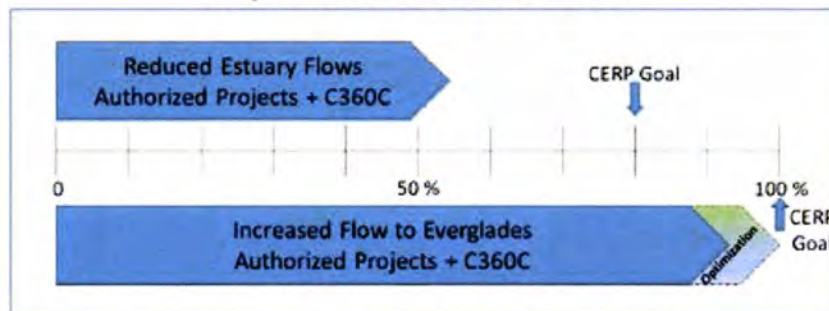 Reduced Estuary Flows
Authorized Projects + C360C
CERP Goal
0
50 %
100 %
Increased Flow to Everglades
Authorized Projects + C360C
Optimization
CERP
Goal